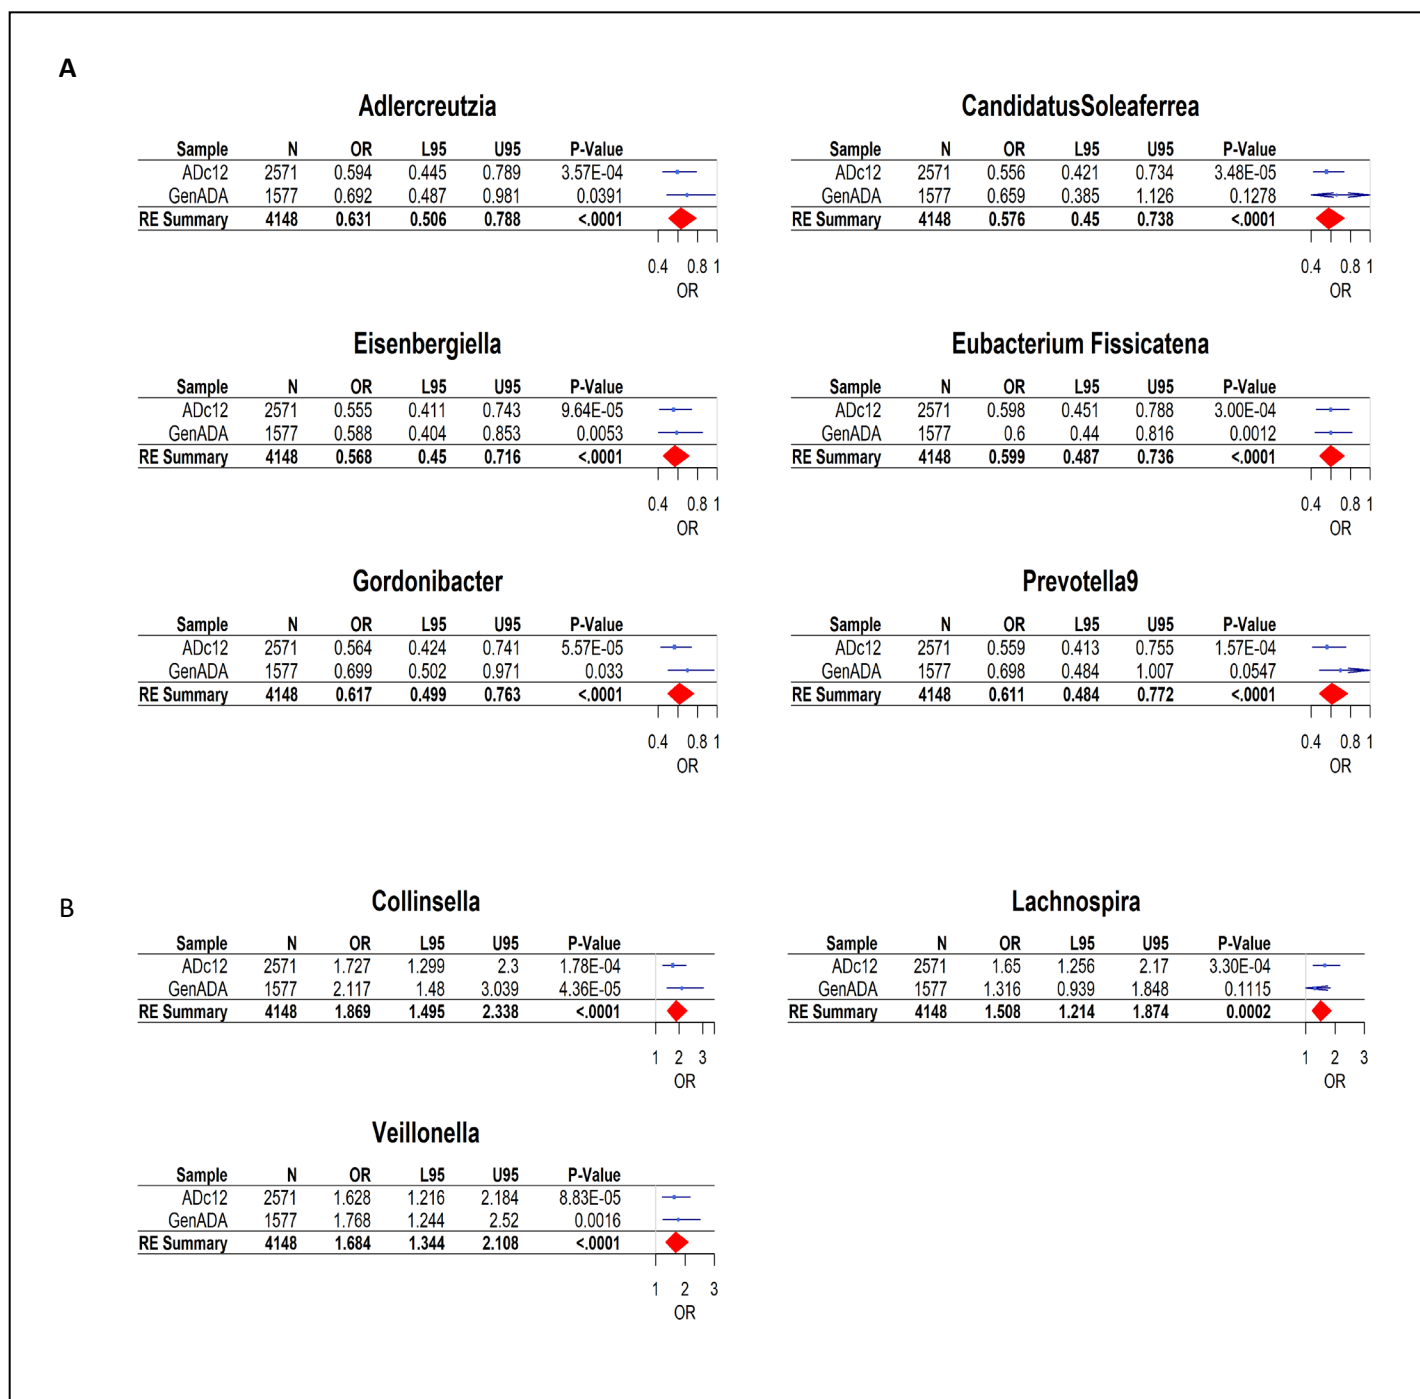 A
Adlercreutzia
Sample N OR L95 U95 P-Value
ADc12 2571 0.594 0.445 0.789 3.57E-04
GenADA 1577 0.692 0.487 0.981 0.0391
RE Summary 4148 0.631 0.506 0.788 <.0001
0.4 0.8 1
OR
CandidatusSoleaferrea
Sample N OR L95 U95 P-Value
ADc12 2571 0.556 0.421 0.734 3.48E-05
GenADA 1577 0.659 0.385 1.126 0.1278
RE Summary 4148 0.576 0.45 0.738 <.0001
0.4 0.8 1
OR
Eisenbergiella
Sample N OR L95 U95 P-Value
ADc12 2571 0.555 0.411 0.743 9.64E-05
GenADA 1577 0.588 0.404 0.853 0.0053
RE Summary 4148 0.568 0.45 0.716 <.0001
0.4 0.8 1
OR
Eubacterium Fissicatena
Sample N OR L95 U95 P-Value
ADc12 2571 0.598 0.451 0.788 3.00E-04
GenADA 1577 0.6 0.44 0.816 0.0012
RE Summary 4148 0.599 0.487 0.736 <.0001
0.4 0.8 1
OR
Gordonibacter
Sample N OR L95 U95 P-Value
ADc12 2571 0.564 0.424 0.741 5.57E-05
GenADA 1577 0.699 0.502 0.971 0.033
RE Summary 4148 0.617 0.499 0.763 <.0001
0.4 0.8 1
OR
Prevotella9
Sample N OR L95 U95 P-Value
ADc12 2571 0.559 0.413 0.755 1.57E-04
GenADA 1577 0.698 0.484 1.007 0.0547
RE Summary 4148 0.611 0.484 0.772 <.0001
0.4 0.8 1
OR
B
Collinsella
Sample N OR L95 U95 P-Value
ADc12 2571 1.727 1.299 2.3 1.78E-04
GenADA 1577 2.117 1.48 3.039 4.36E-05
RE Summary 4148 1.869 1.495 2.338 <.0001
1 2 3
OR
Lachnospira
Sample N OR L95 U95 P-Value
ADc12 2571 1.65 1.256 2.17 3.30E-04
GenADA 1577 1.316 0.939 1.848 0.1115
RE Summary 4148 1.508 1.214 1.874 0.0002
1 2 3
OR
Veillonella
Sample N OR L95 U95 P-Value
ADc12 2571 1.628 1.216 2.184 8.83E-05
GenADA 1577 1.768 1.244 2.52 0.0016
RE Summary 4148 1.684 1.344 2.108 <.0001
1 2 3
OR